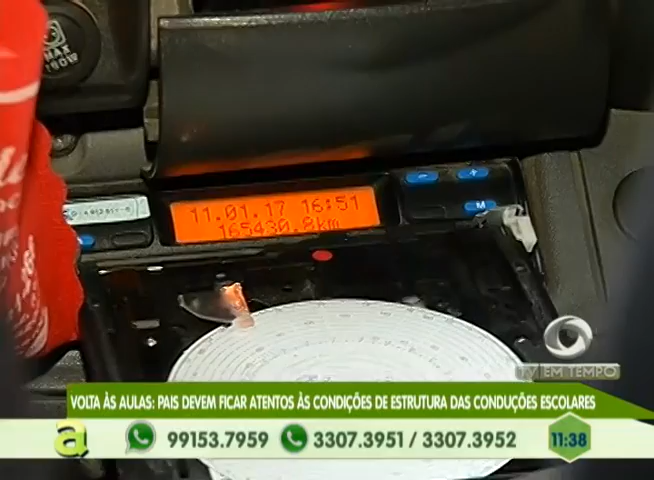 MAX
180W
11.01.17 16:51
165430.8km
M
TV EM TEMPO
VOLTA ÀS AULAS: PAIS DEVEM FICAR ATENTOS ÀS CONDIÇÕES DE ESTRUTURA DAS CONDUÇÕES ESCOLARES
a 99153.7959 3307.3951 / 3307.3952 11:38